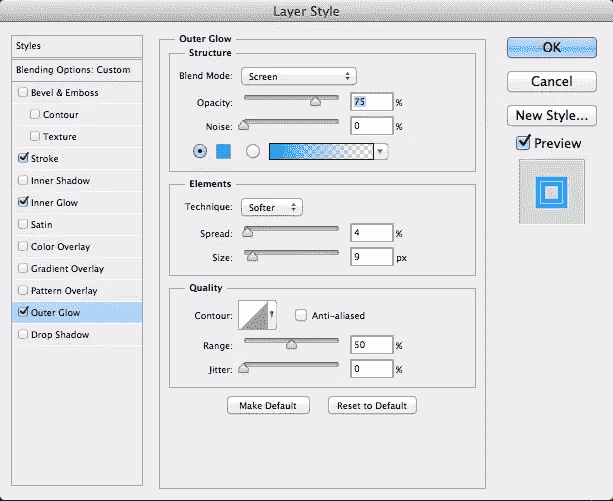 Layer Style
Styles
Blending Options: Custom
Bevel & Emboss
Contour
Texture
Stroke
Inner Shadow
Inner Glow
Satin
Color Overlay
Gradient Overlay
Pattern Overlay
Outer Glow
Drop Shadow
Outer Glow
Structure
Blend Mode: Screen
Opacity: 75 %
Noise: 0 %
Elements
Technique: Softer
Spread: 4 %
Size: 9 px
Quality
Contour: Anti-aliased
Range: 50 %
Jitter: 0 %
Make Default Reset to Default
OK
Cancel
New Style...
Preview